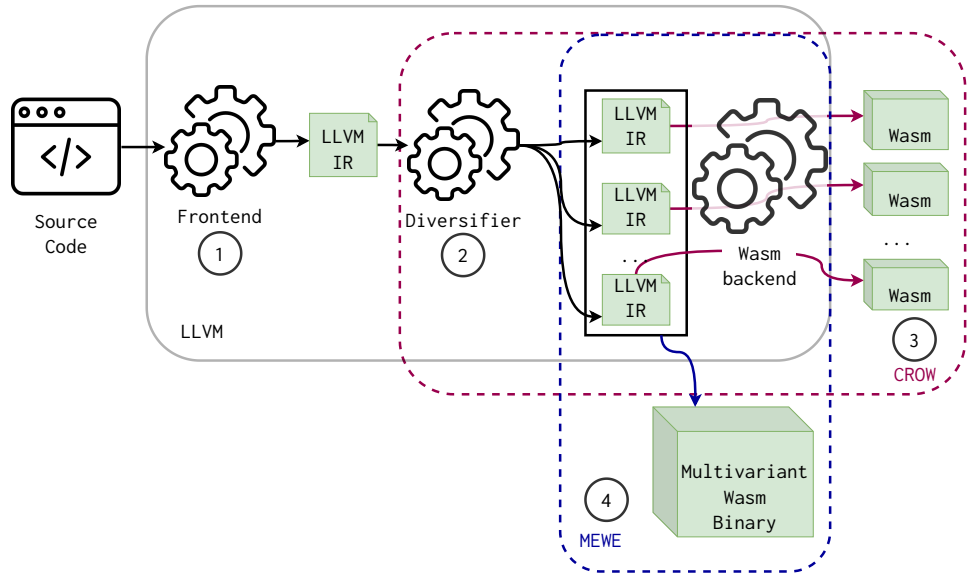 </>
Source
Code
Frontend
1
LLVM
LLVM
IR
Diversifier
2
LLVM
IR
LLVM
IR
...
LLVM
IR
Wasm
backend
Wasm
Wasm
...
Wasm
3
CROW
4
MEWE
Multivariant
Wasm
Binary